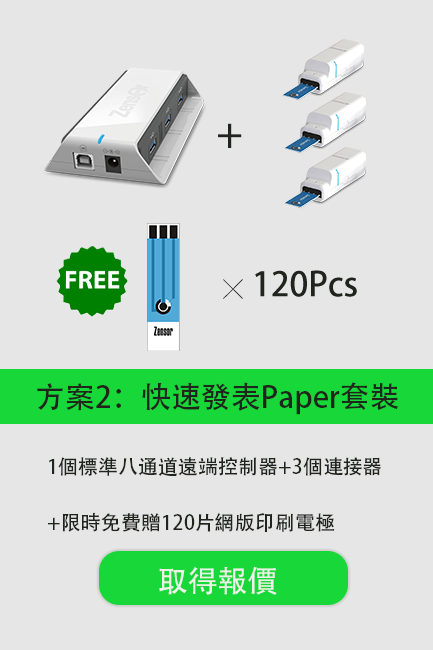 Zensor
+
FREE
Zensor
× 120Pcs
方案2：快速發表Paper套裝
1個標準八通道遠端控制器+3個連接器
+限時免費贈120片網版印刷電極
取得報價